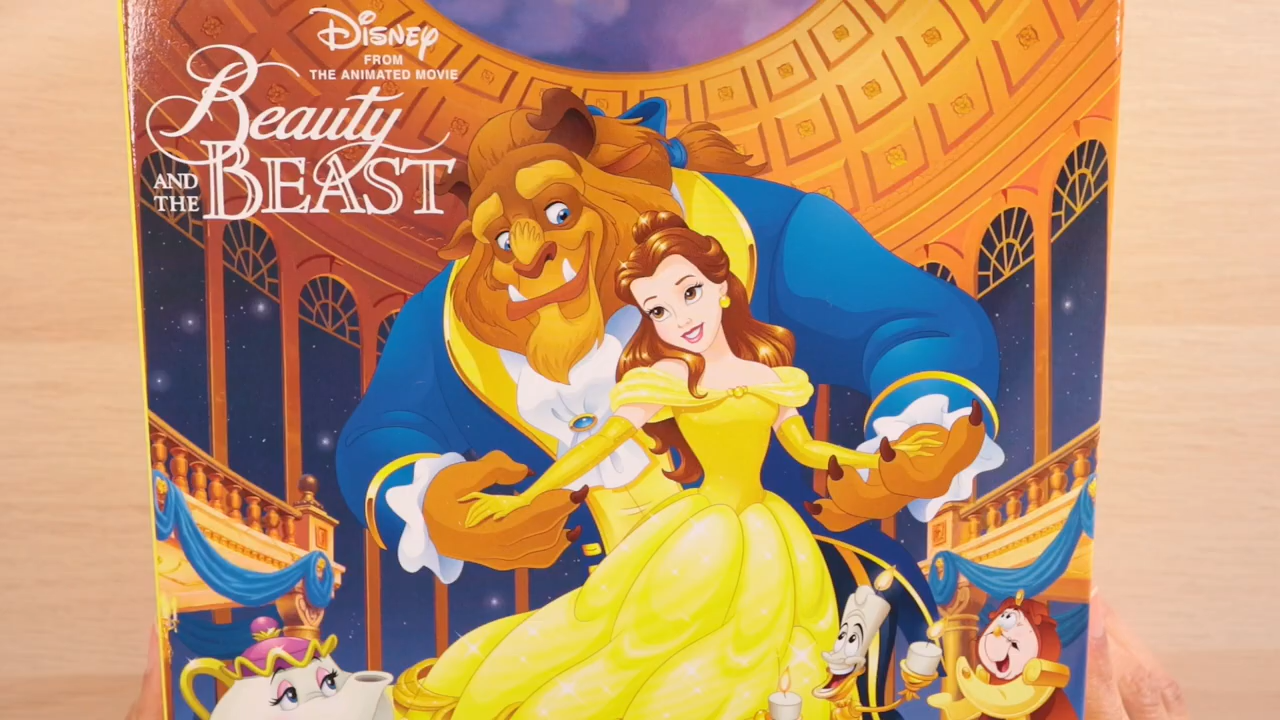 Disney
FROM
THE ANIMATED MOVIE
Beauty
AND THE BEAST